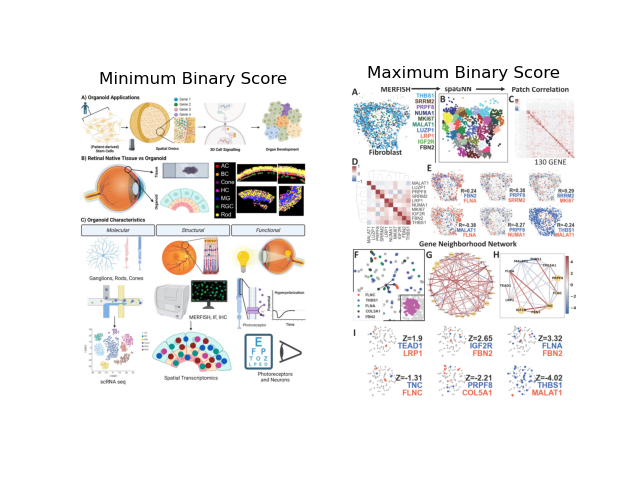 Minimum Binary Score
A) Organoid Applications
Gene 1
Gene 2
Gene 3
Gene 4
(Patient-derived)
Stem Cells
Spatial Omics
3D Cell Signalling
Organ Development
B) Retinal Native Tissue vs Organoid
Tissue
Organoid
AC
BC
Cone
HC
MG
RGC
Rod
C) Organoid Characteristics
Molecular
Structural
Functional
Ganglions, Rods, Cones
MERFISH, IF, IHC
Hyperpolarization
Potential
Time
Photoreceptor
scRNA seq
Spatial Transcriptomics
E
F P
T O Z
L P E D
Photoreceptors
and Neurons
Maximum Binary Score
MERFISH
spatuNN
Patch Correlation
A
Fibroblast
THBS1
SRRM2
PRPF8
NUMA1
MKI67
MALAT1
LUZP1
LRP1
IGF2R
FBN2
B
C
130 GENE
D
MALAT1
LUZP1
PRPF8
SRRM2
LRP1
NUMA1
MKI67
IGF2R
FBN2
THBS1
E
R=0.24
FBN2
FLNA
R=0.38
PRPF8
SRRM2
R=0.29
SRRM2
MKI67
R=-0.38
MALAT1
R=-0.27
PRPF8
NUMA1
R=-0.24
THBS1
MALAT1
Gene Neighborhood Network
F
FLNC
THBS1
FLNA
COL5A1
FBN2
G
H
I
Z=1.9
TEAD1
LRP1
Z=2.65
IGF2R
FBN2
Z=3.32
FLNA
FBN2
Z=-1.31
TNC
FLNC
Z=-2.21
PRPF8
COL5A1
Z=-4.02
THBS1
MALAT1